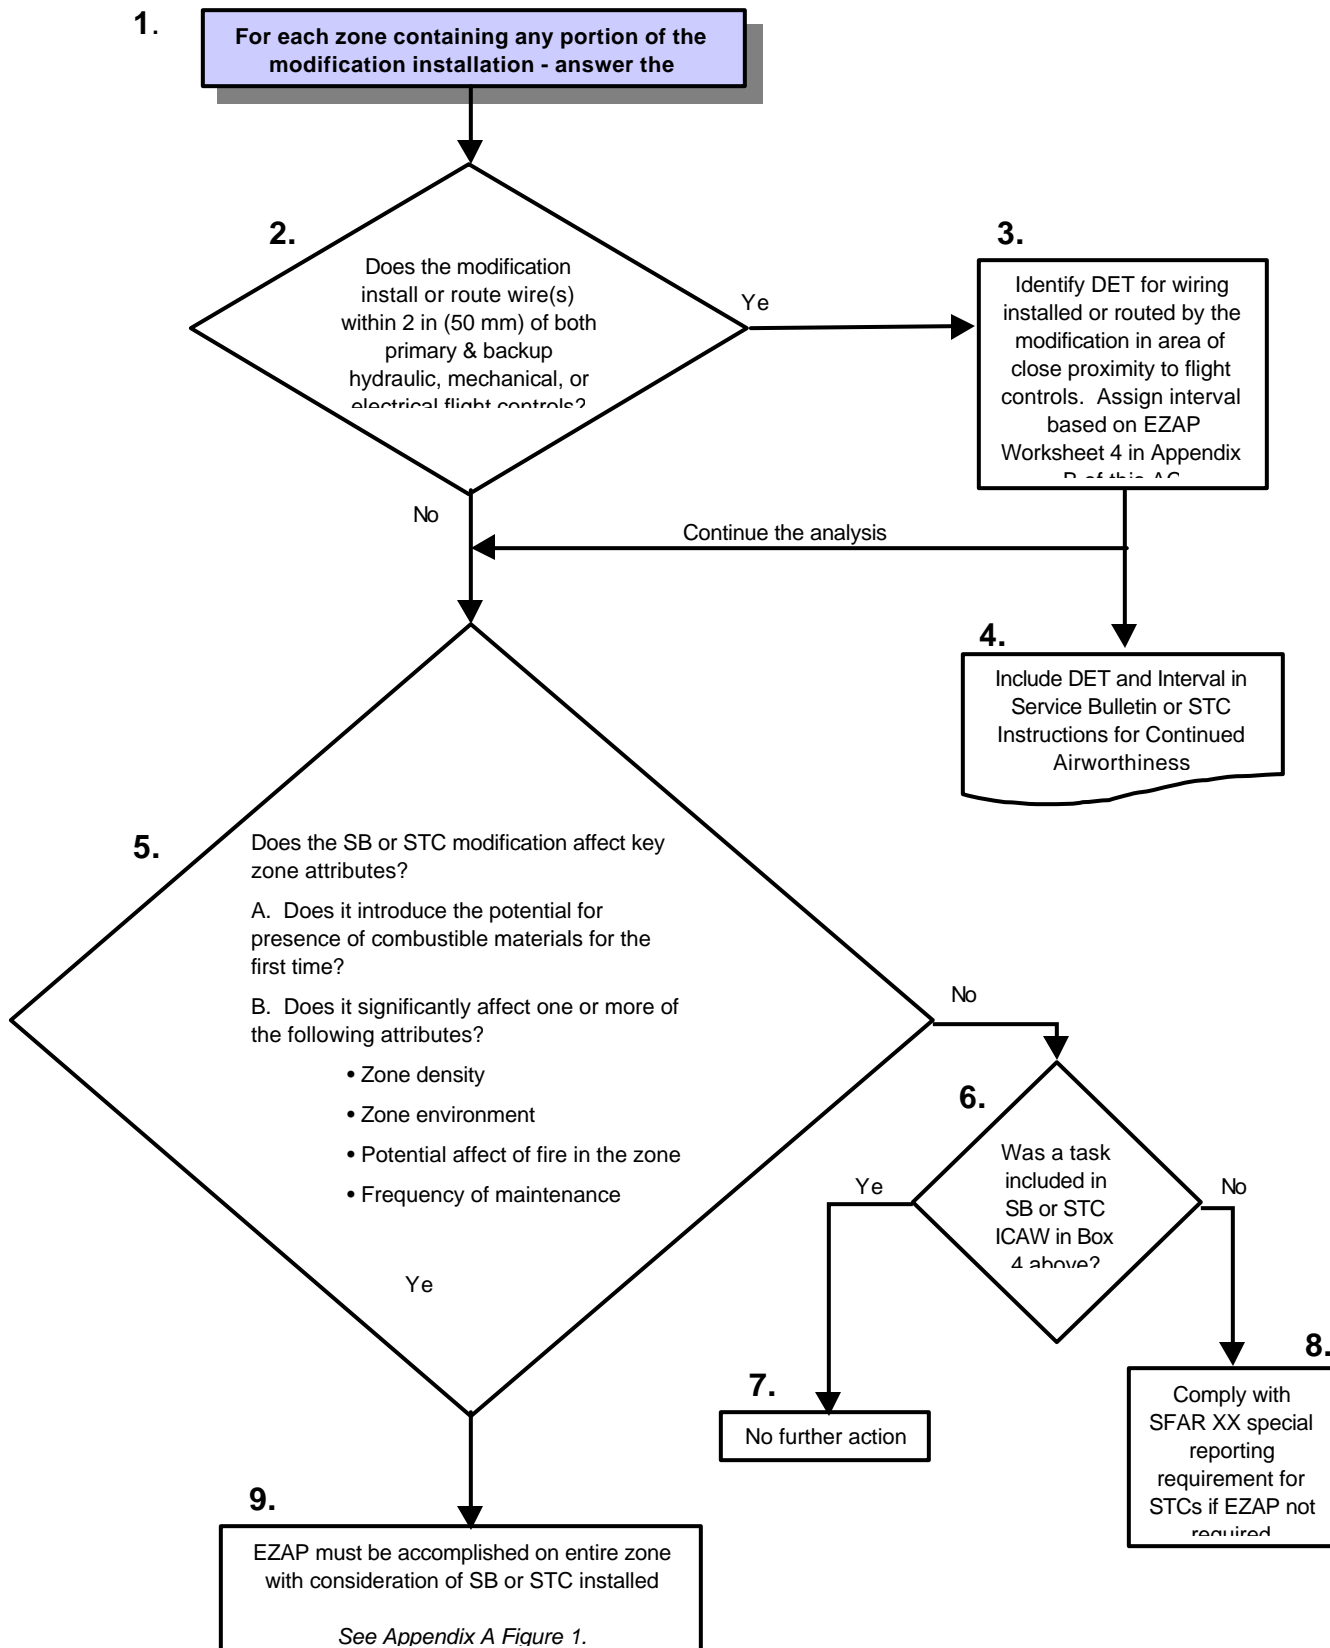 1.
For each zone containing any portion of the
modification installation - answer the
2.
Does the modification
install or route wire(s)
within 2 in (50 mm) of both
primary & backup
hydraulic, mechanical, or
electrical flight controls?
Ye
No
3.
Identify DET for wiring
installed or routed by the
modification in area of
close proximity to flight
controls.  Assign interval
based on EZAP
Worksheet 4 in Appendix
B of this AC
Continue the analysis
4.
Include DET and Interval in
Service Bulletin or STC
Instructions for Continued
Airworthiness
5.
Does the SB or STC modification affect key
zone attributes?
A.  Does it introduce the potential for
presence of combustible materials for the
first time?
B.  Does it significantly affect one or more of
the following attributes?
• Zone density
• Zone environment
• Potential affect of fire in the zone
• Frequency of maintenance
Ye
No
6.
Was a task
included in
SB or STC
ICAW in Box
4 above?
Ye
No
7.
No further action
8.
Comply with
SFAR XX special
reporting
requirement for
STCs if EZAP not
required
9.
EZAP must be accomplished on entire zone
with consideration of SB or STC installed
See Appendix A Figure 1.